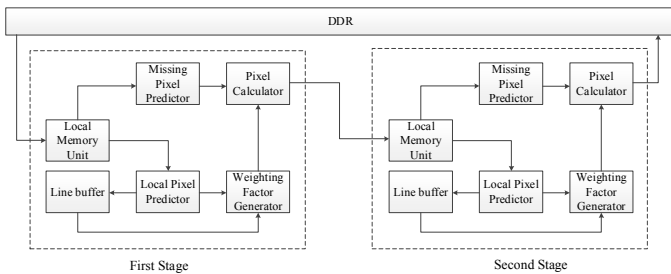 DDR
Missing
Pixel
Predictor
Pixel
Calculator
Local
Memory
Unit
Line buffer
Local Pixel
Predictor
Weighting
Factor
Generator
First Stage
Missing
Pixel
Predictor
Pixel
Calculator
Local
Memory
Unit
Line buffer
Local Pixel
Predictor
Weighting
Factor
Generator
Second Stage